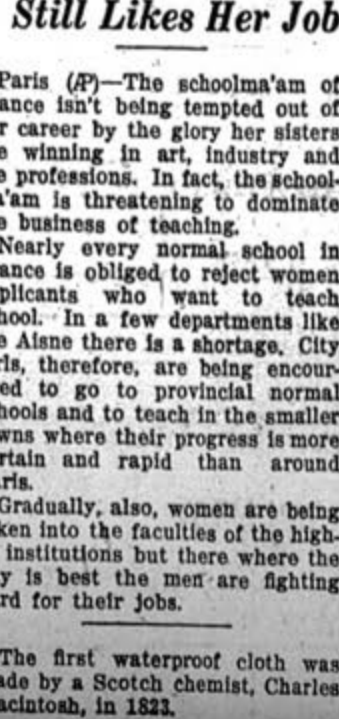 Still Likes Her Job
Paris (AP)—The schoolma'am of
ance isn't being tempted out of
r career by the glory her sisters
e winning in art, industry and
e professions. In fact, the school-
a'am is threatening to dominate
e business of teaching.
Nearly every normal school in
ance is obliged to reject women
plicants who want to teach
hool. In a few departments like
e Aisne there is a shortage. City
rls, therefore, are being encour-
ed to go to provincial normal
hools and to teach in the smaller
wns where their progress is more
rtain and rapid than around
ris.
Gradually, also, women are being
ken into the faculties of the high-
institutions but there where the
y is best the men are fighting
rd for their jobs.
The first waterproof cloth was
ade by a Scotch chemist, Charles
acintosh, in 1823.